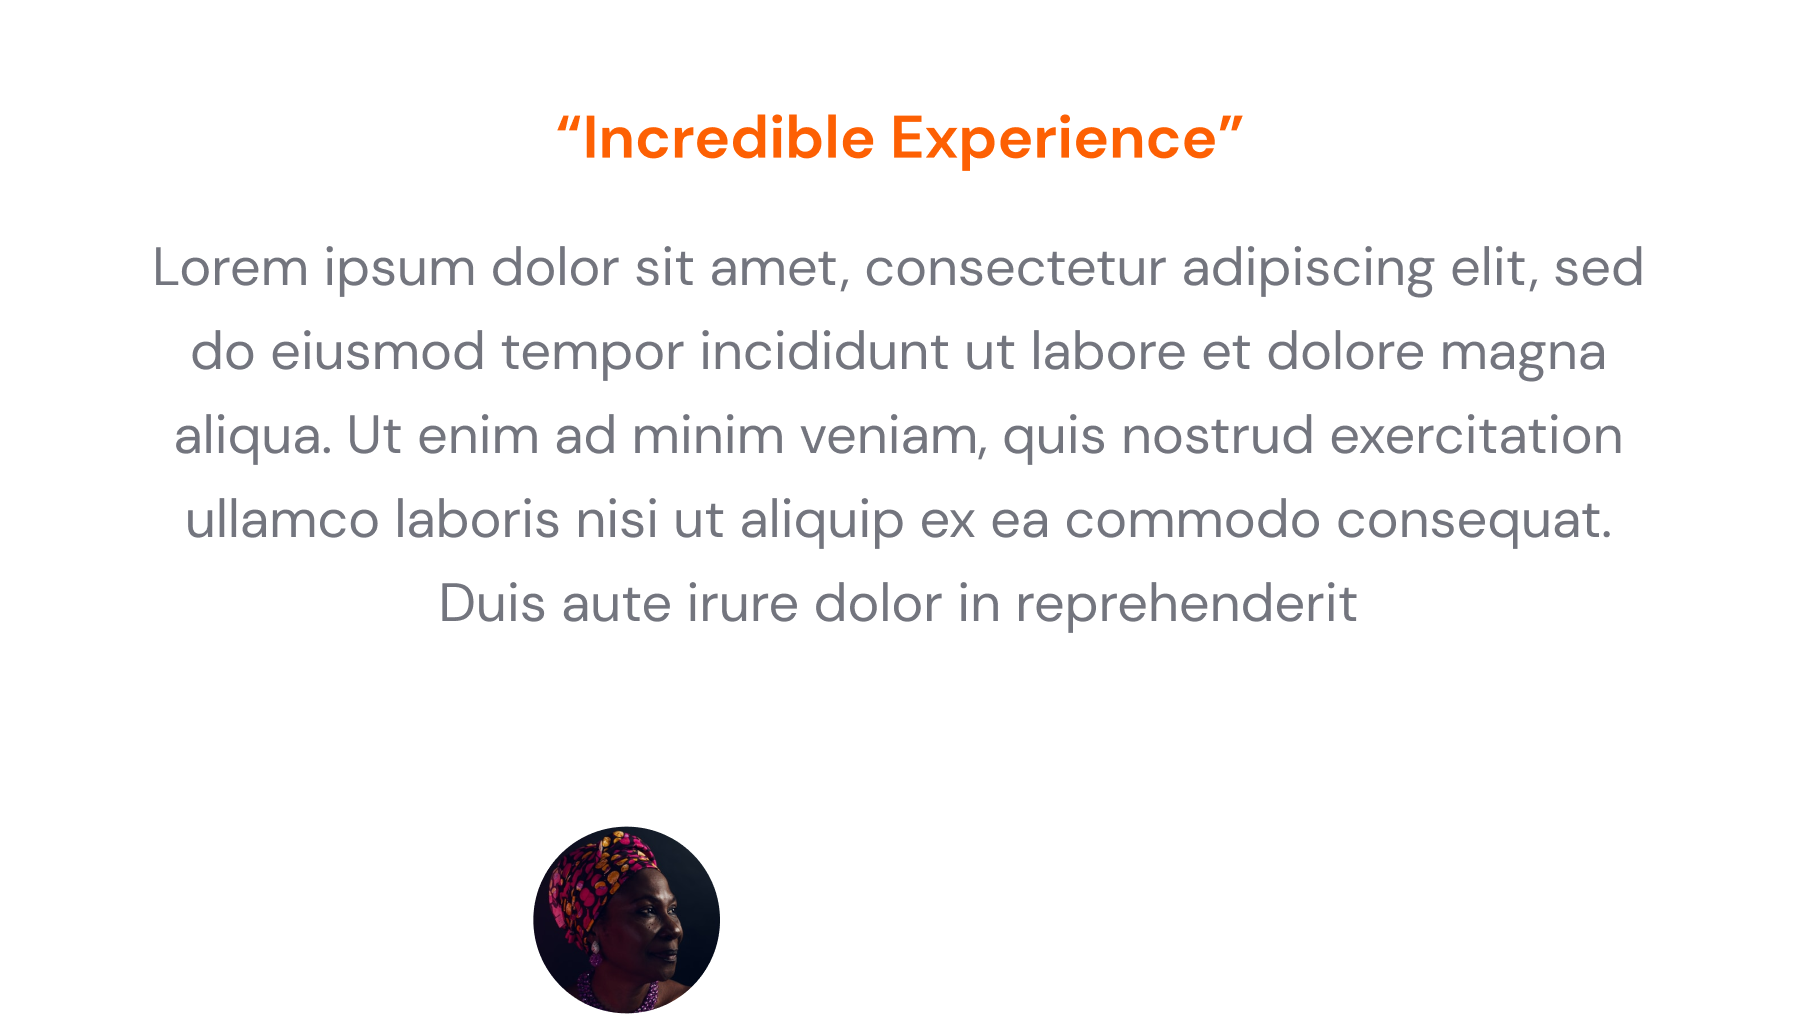 “Incredible Experience”
Lorem ipsum dolor sit amet, consectetur adipiscing elit, sed
do eiusmod tempor incididunt ut labore et dolore magna
aliqua. Ut enim ad minim veniam, quis nostrud exercitation
ullamco laboris nisi ut aliquip ex ea commodo consequat.
Duis aute irure dolor in reprehenderit